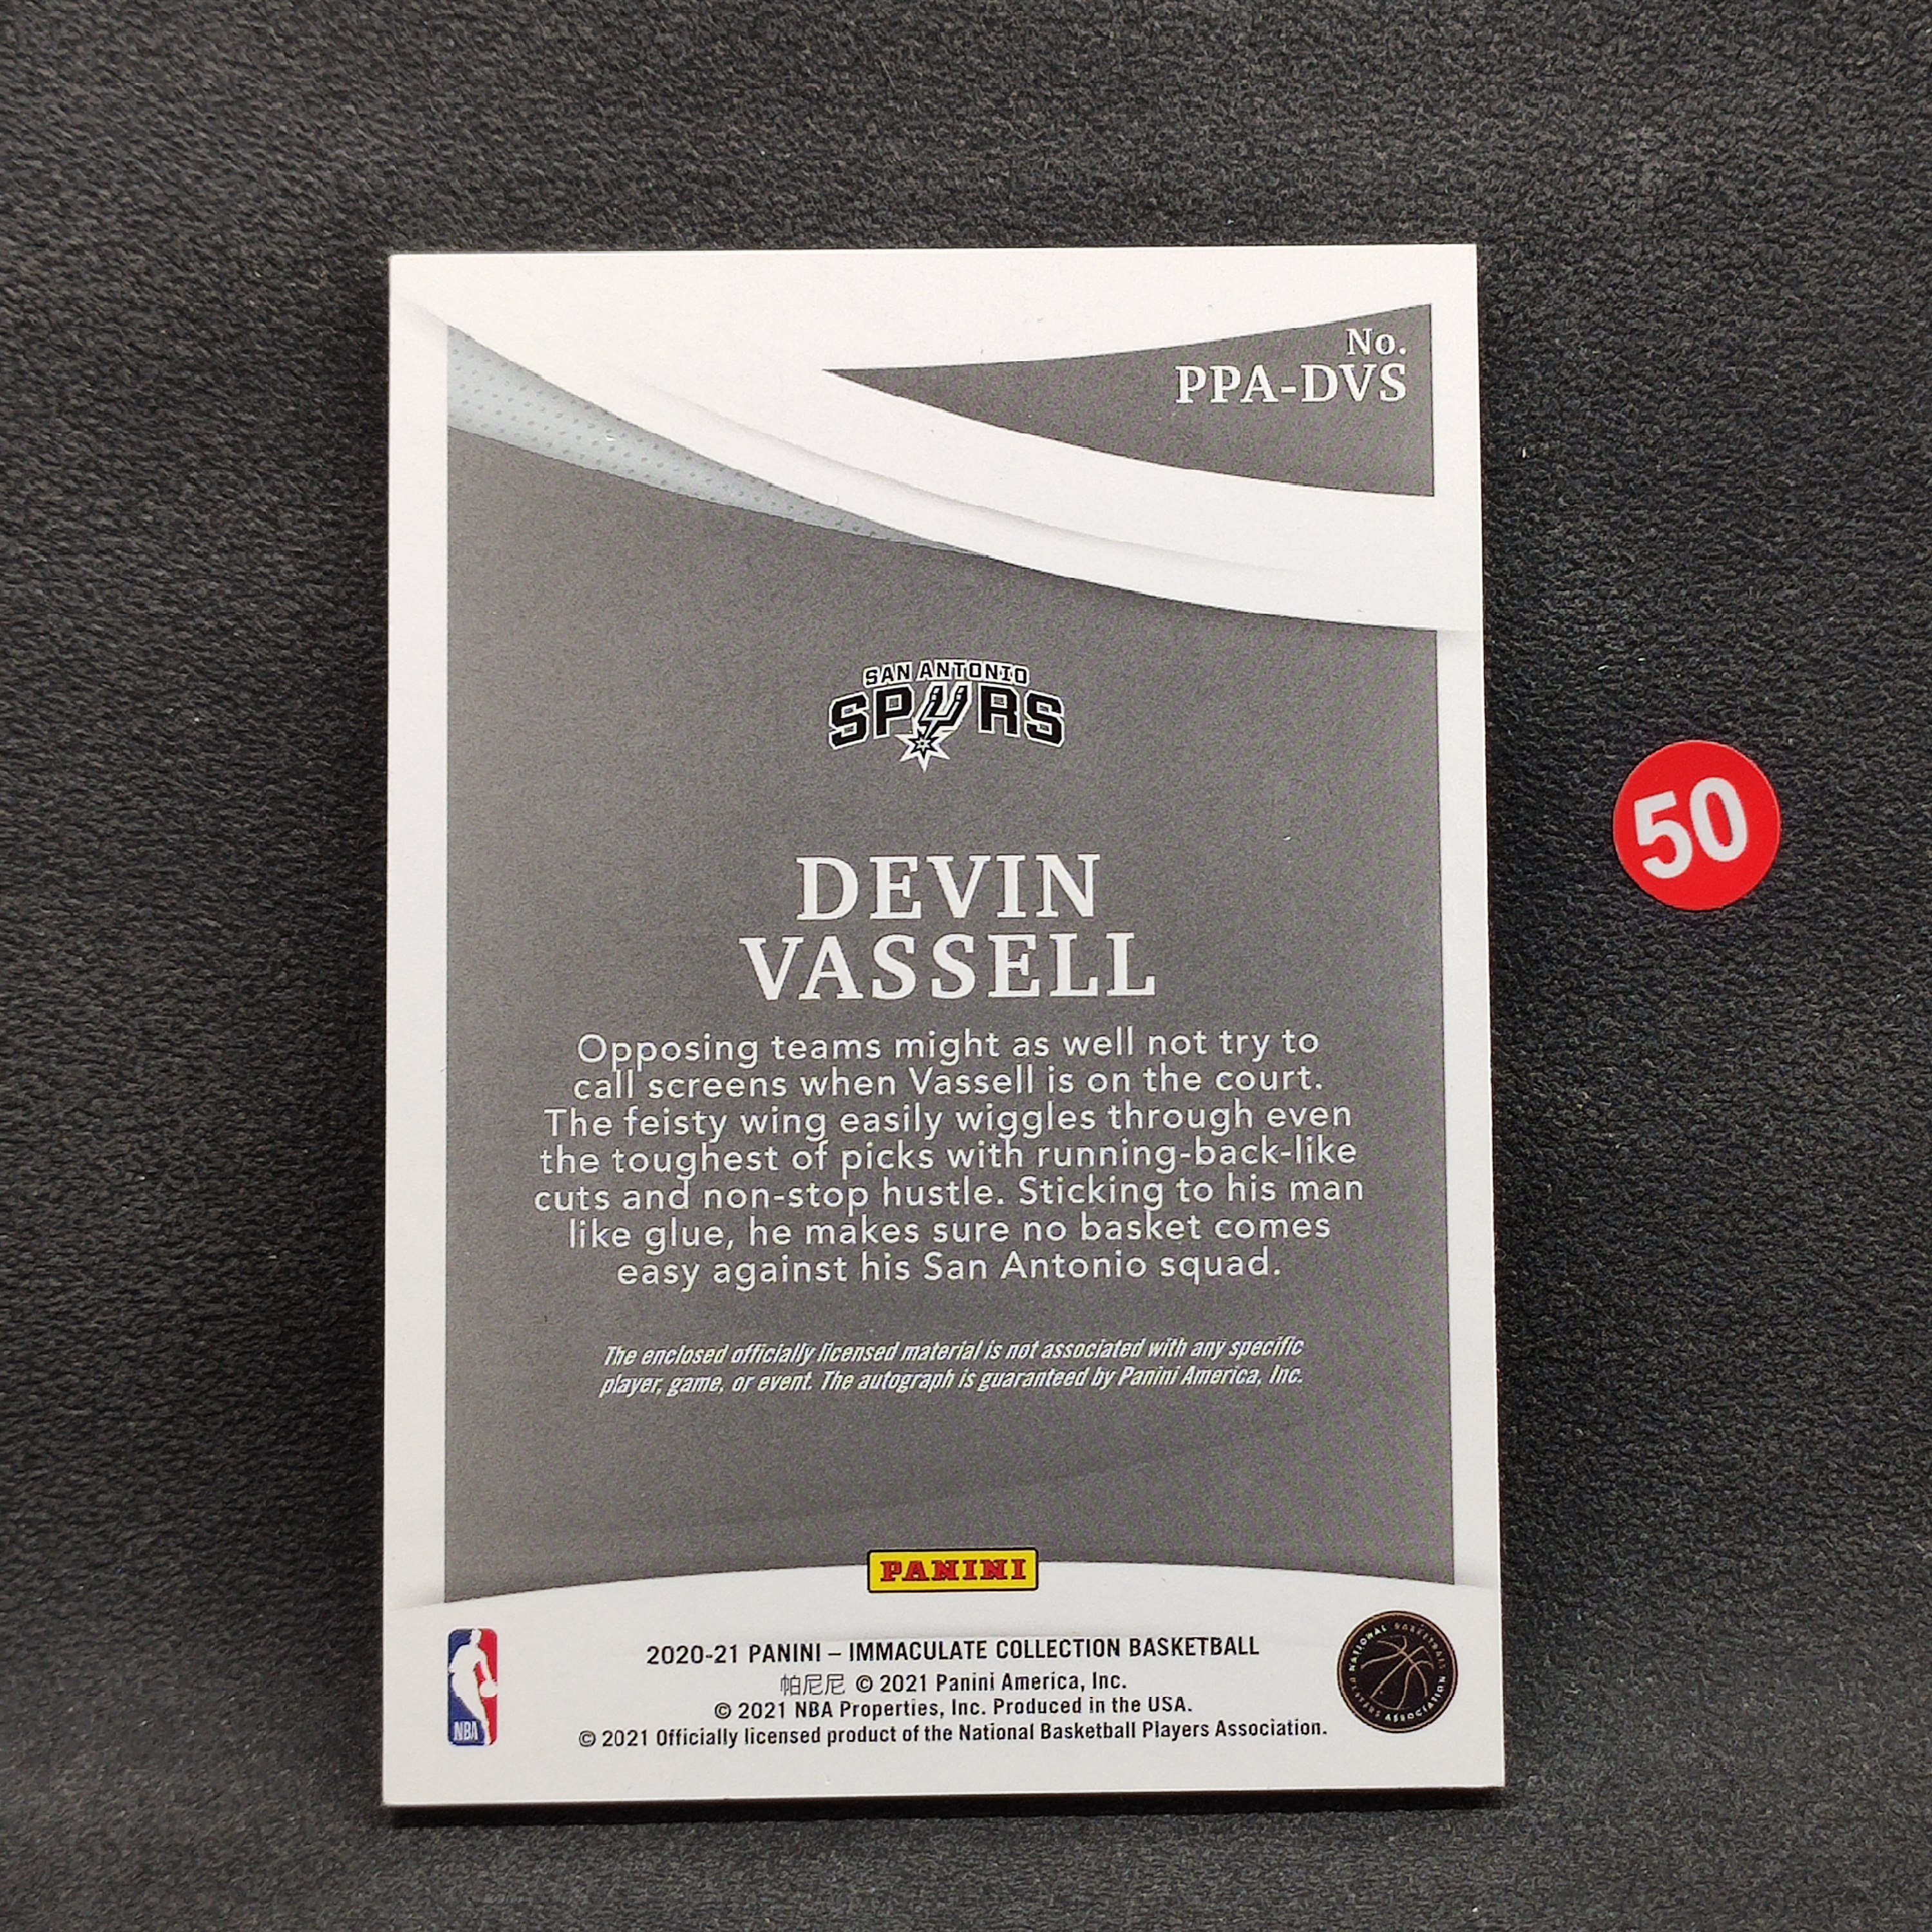 No.
PPA-DVS
SAN ANTONIO
SPURS
50
DEVIN
VASSELL
Opposing teams might as well not try to
call screens when Vassell is on the court.
The feisty wing easily wiggles through even
the toughest of picks with running-back-like
cuts and non-stop hustle. Sticking to his man
like glue, he makes sure no basket comes
easy against his San Antonio squad.
The enclosed officially licensed material is not associated with any specific
player, game, or event. The autograph is guaranteed by Panini America, Inc.
PANINI
2020-21 PANINI – IMMACULATE COLLECTION BASKETBALL
帕尼尼 © 2021 Panini America, Inc.
© 2021 NBA Properties, Inc. Produced in the USA.
© 2021 Officially licensed product of the National Basketball Players Association.
NBA
NATIONAL BASKETBALL
PLAYERS ASSOCIATION